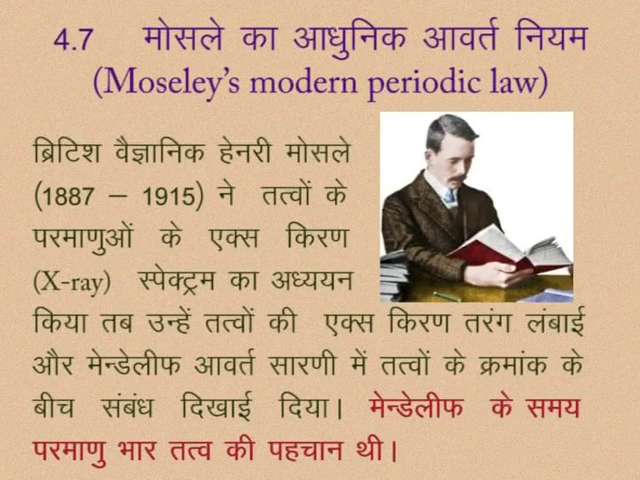 4.7 मोसले का आधुनिक आवर्त नियम
(Moseley’s modern periodic law)
ब्रिटिश वैज्ञानिक हेनरी मोसले
(1887 – 1915) ने तत्वों के
परमाणुओं के एक्स किरण
(X-ray) स्पेक्ट्रम का अध्ययन
किया तब उन्हें तत्वों की एक्स किरण तरंग लंबाई
और मेन्डेलीफ आवर्त सारणी में तत्वों के क्रमांक के
बीच संबंध दिखाई दिया। मेन्डेलीफ के समय
परमाणु भार तत्व की पहचान थी।